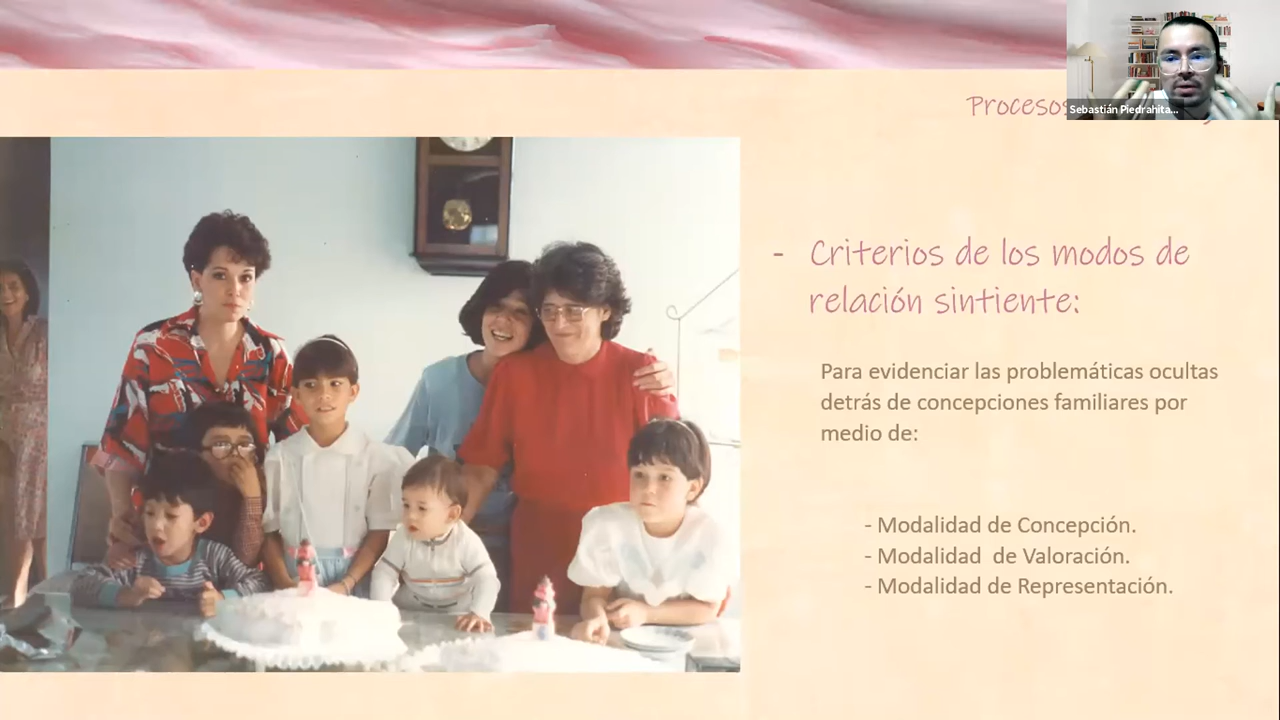 Procesos
Sebastián Piedrahita...
- Criterios de los modos de
relación sintiente:
Para evidenciar las problemáticas ocultas
detrás de concepciones familiares por
medio de:
- Modalidad de Concepción.
- Modalidad de Valoración.
- Modalidad de Representación.